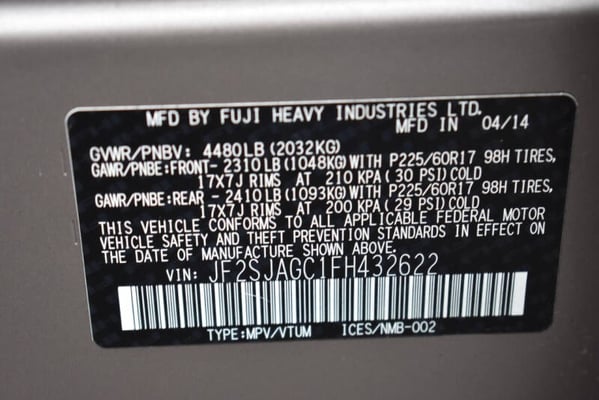 MFD BY FUJI HEAVY INDUSTRIES LTD.
MFD IN 04/14
GVWR/PNBV: 4480LB (2032KG)
GAWR/PNBE:FRONT- 2310LB(1048KG)WITH P225/60R17 98H TIRES,
17X7J RIMS AT 210 KPA ( 30 PSI) COLD
GAWR/PNBE:REAR - 2410LB(1093KG)WITH P225/60R17 98H TIRES,
17X7J RIMS AT 200 KPA ( 29 PSI) COLD
THIS VEHICLE CONFORMS TO ALL APPLICABLE FEDERAL MOTOR
VEHICLE SAFETY AND THEFT PREVENTION STANDARDS IN EFFECT ON
THE DATE OF MANUFACTURE SHOWN ABOVE.
VIN: JF2SJAGC1FH432622
TYPE:MPV/VTUM ICES/NMB-002